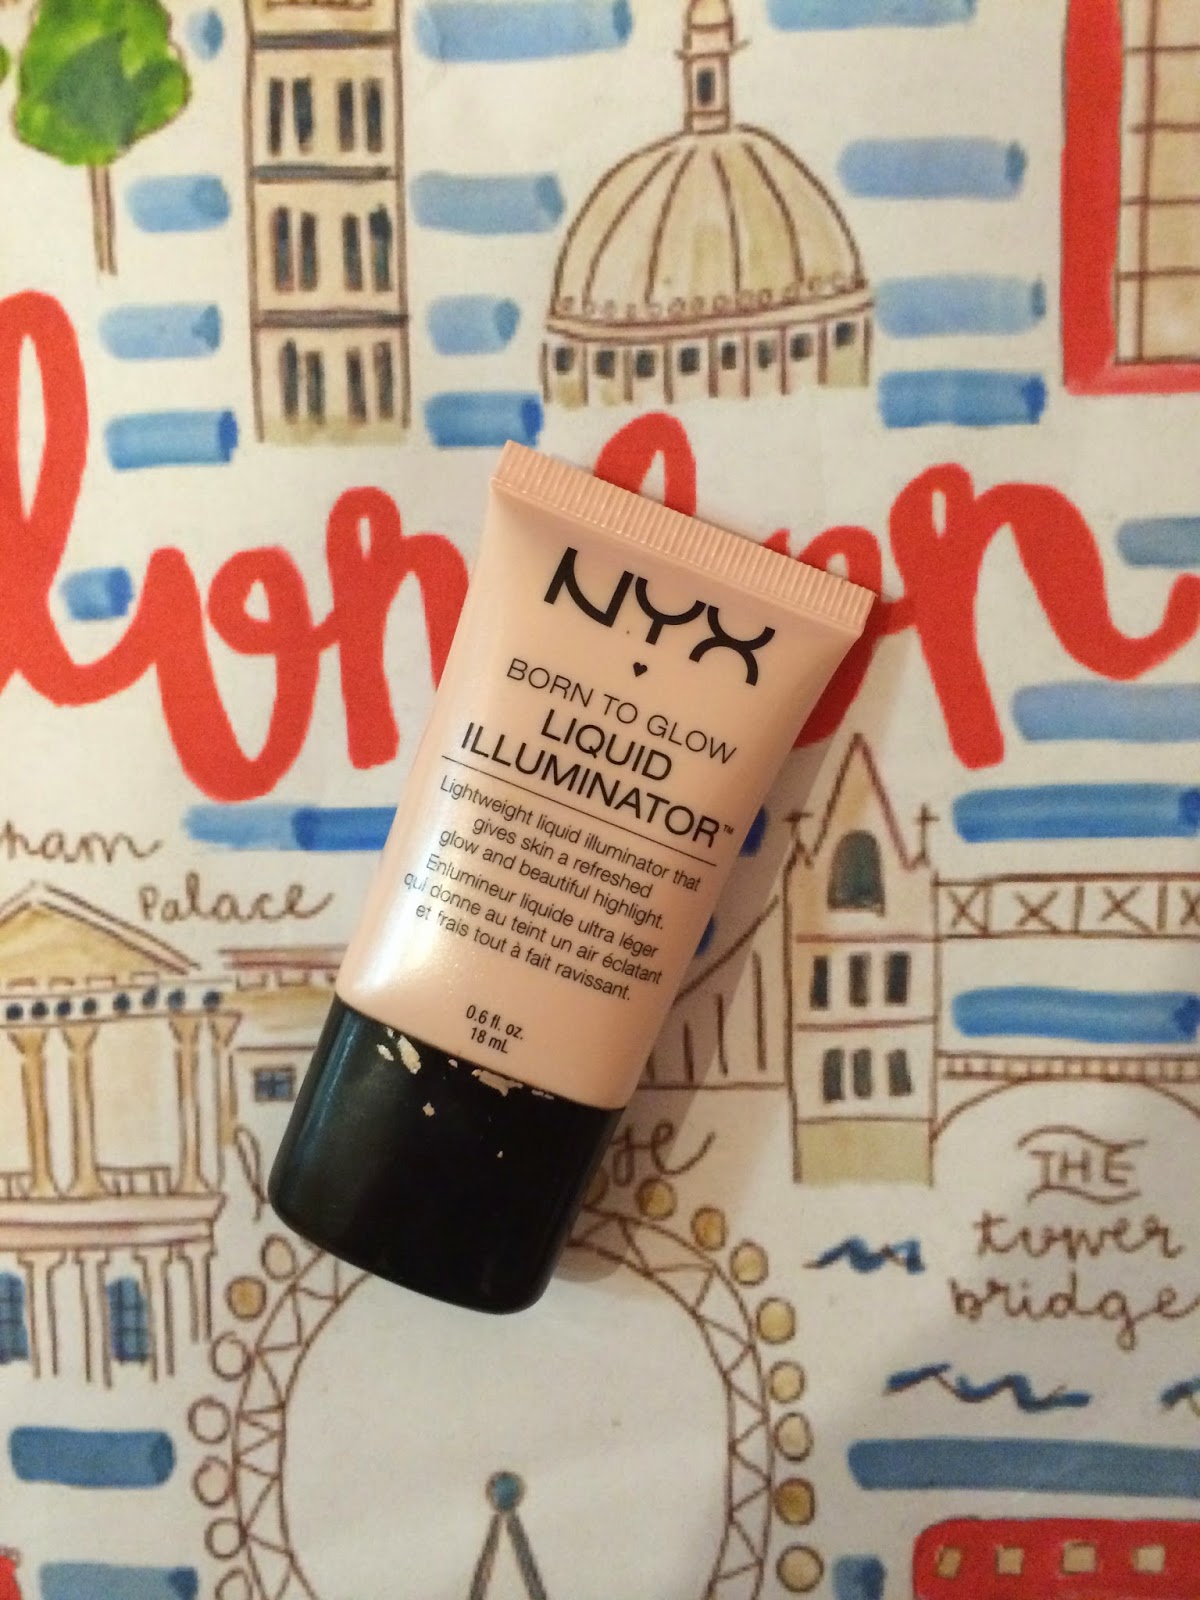 London
NYX
BORN TO GLOW
LIQUID
ILLUMINATOR™
Lightweight liquid illuminator that
gives skin a refreshed
glow and beautiful highlight.
Enlumineur liquide ultra léger
qui donne au teint un air éclatant
et frais tout à fait ravissant.
0.6 fl. oz.
18 mL
Palace
THE
tower
bridge